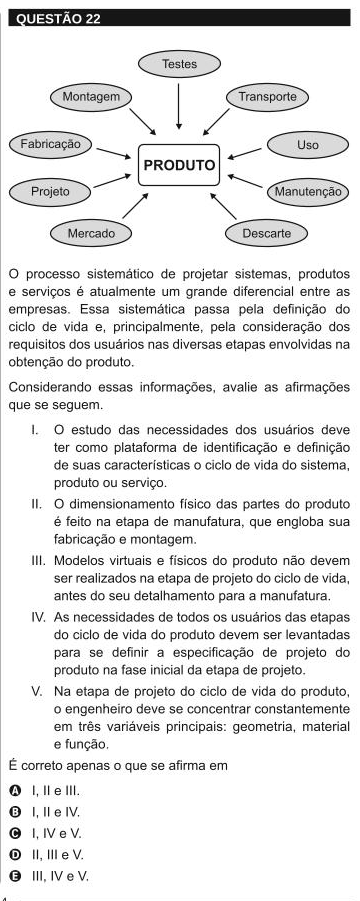 QUESTÃO 22
Testes
Montagem
Transporte
Fabricação
Uso
PRODUTO
Projeto
Manutenção
Mercado
Descarte
O processo sistemático de projetar sistemas, produtos
e serviços é atualmente um grande diferencial entre as
empresas. Essa sistemática passa pela definição do
ciclo de vida e, principalmente, pela consideração dos
requisitos dos usuários nas diversas etapas envolvidas na
obtenção do produto.
Considerando essas informações, avalie as afirmações
que se seguem.
I. O estudo das necessidades dos usuários deve
ter como plataforma de identificação e definição
de suas características o ciclo de vida do sistema,
produto ou serviço.
II. O dimensionamento físico das partes do produto
é feito na etapa de manufatura, que engloba sua
fabricação e montagem.
III. Modelos virtuais e físicos do produto não devem
ser realizados na etapa de projeto do ciclo de vida,
antes do seu detalhamento para a manufatura.
IV. As necessidades de todos os usuários das etapas
do ciclo de vida do produto devem ser levantadas
para se definir a especificação de projeto do
produto na fase inicial da etapa de projeto.
V. Na etapa de projeto do ciclo de vida do produto,
o engenheiro deve se concentrar constantemente
em três variáveis principais: geometria, material
e função.
É correto apenas o que se afirma em
A I, II e III.
B I, II e IV.
C I, IV e V.
D II, III e V.
E III, IV e V.